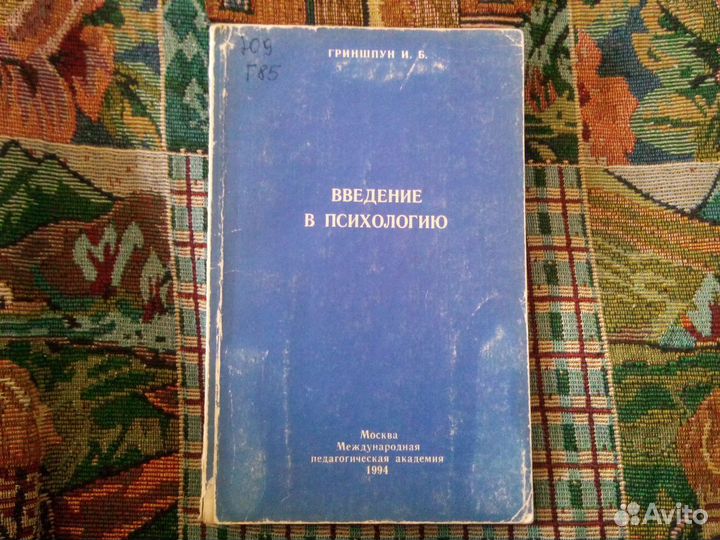 709
Г85
ГРИНШПУН И. Б.
ВВЕДЕНИЕ
В ПСИХОЛОГИЮ
Москва
Международная
педагогическая академия
1994
Avito